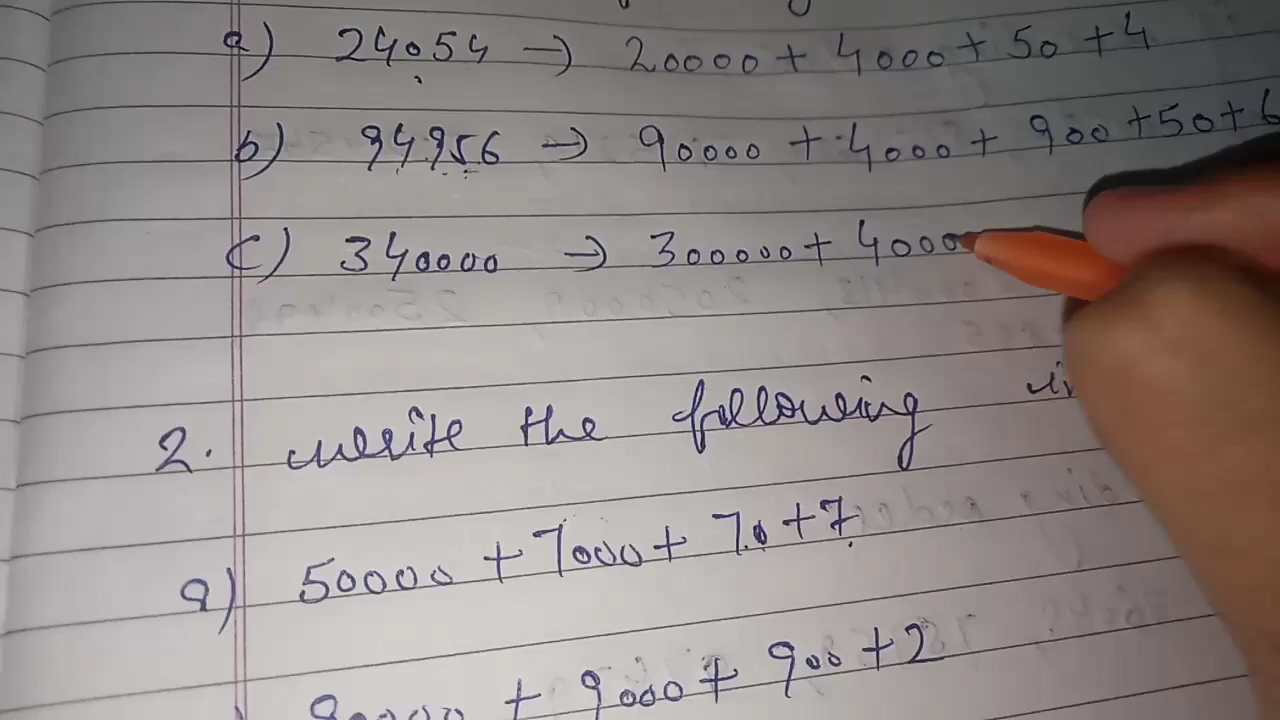 a) 24054 → 20000 + 4000 + 50 + 4
b) 94956 → 90000 + 4000 + 900 + 50 + 6
c) 340000 → 300000 + 4000
2. write the following
a) 50000 + 7000 + 70 + 7
+ 9000 + 900 + 2